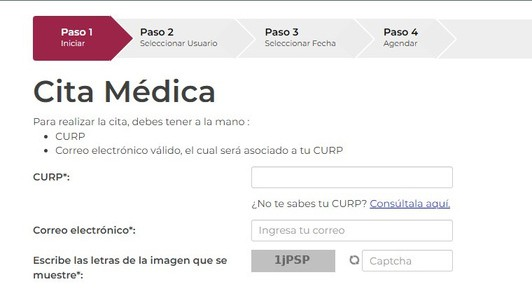 Paso 1
Iniciar
Paso 2
Seleccionar Usuario
Paso 3
Seleccionar Fecha
Paso 4
Agendar
Cita Médica
Para realizar la cita, debes tener a la mano :
• CURP
• Correo electrónico válido, el cual será asociado a tu CURP
CURP*:
¿No te sabes tu CURP? Consúltala aquí.
Correo electrónico*:
Ingresa tu correo
Escribe las letras de la imagen que se
muestre*:
1jPSP
Captcha